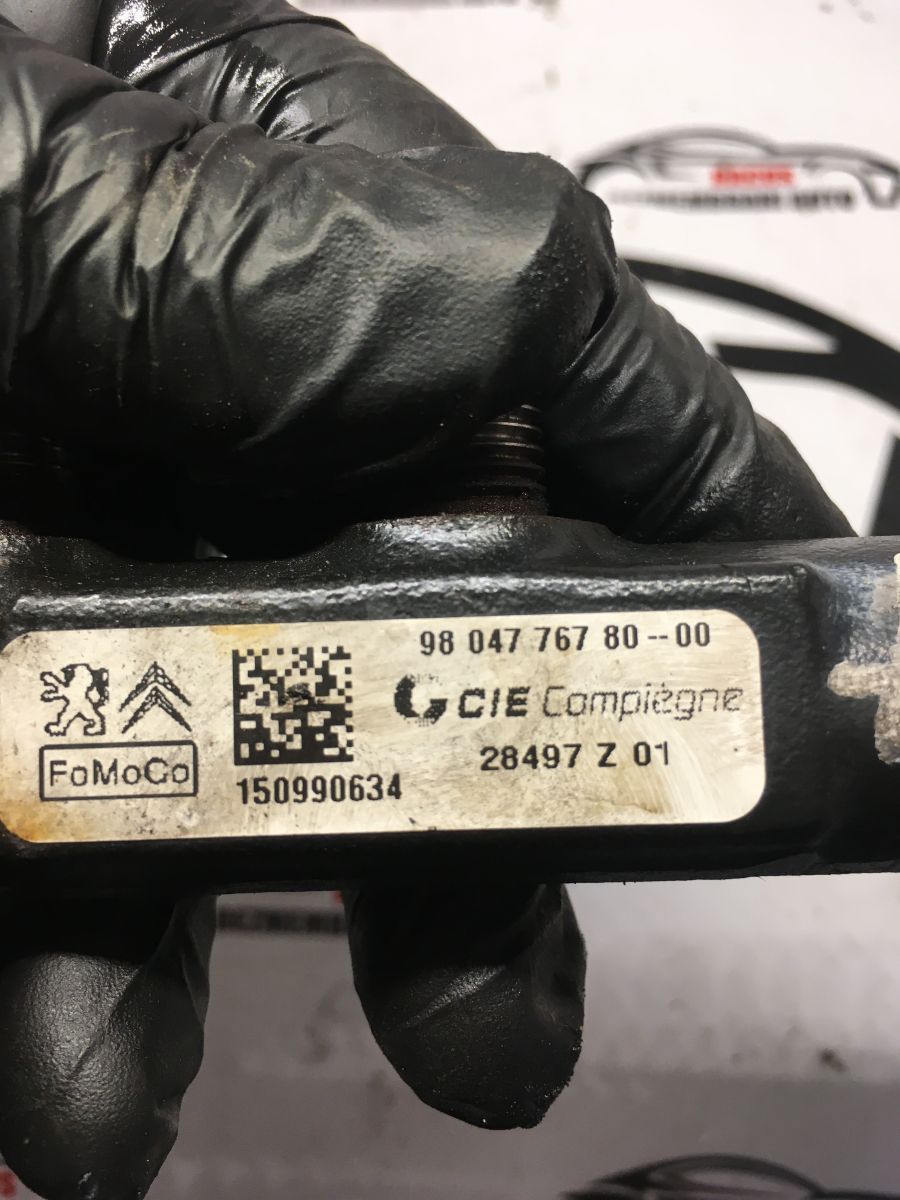 98 047 767 80--00
CIE Compiègne
28497 Z 01
FoMoCo
150990634